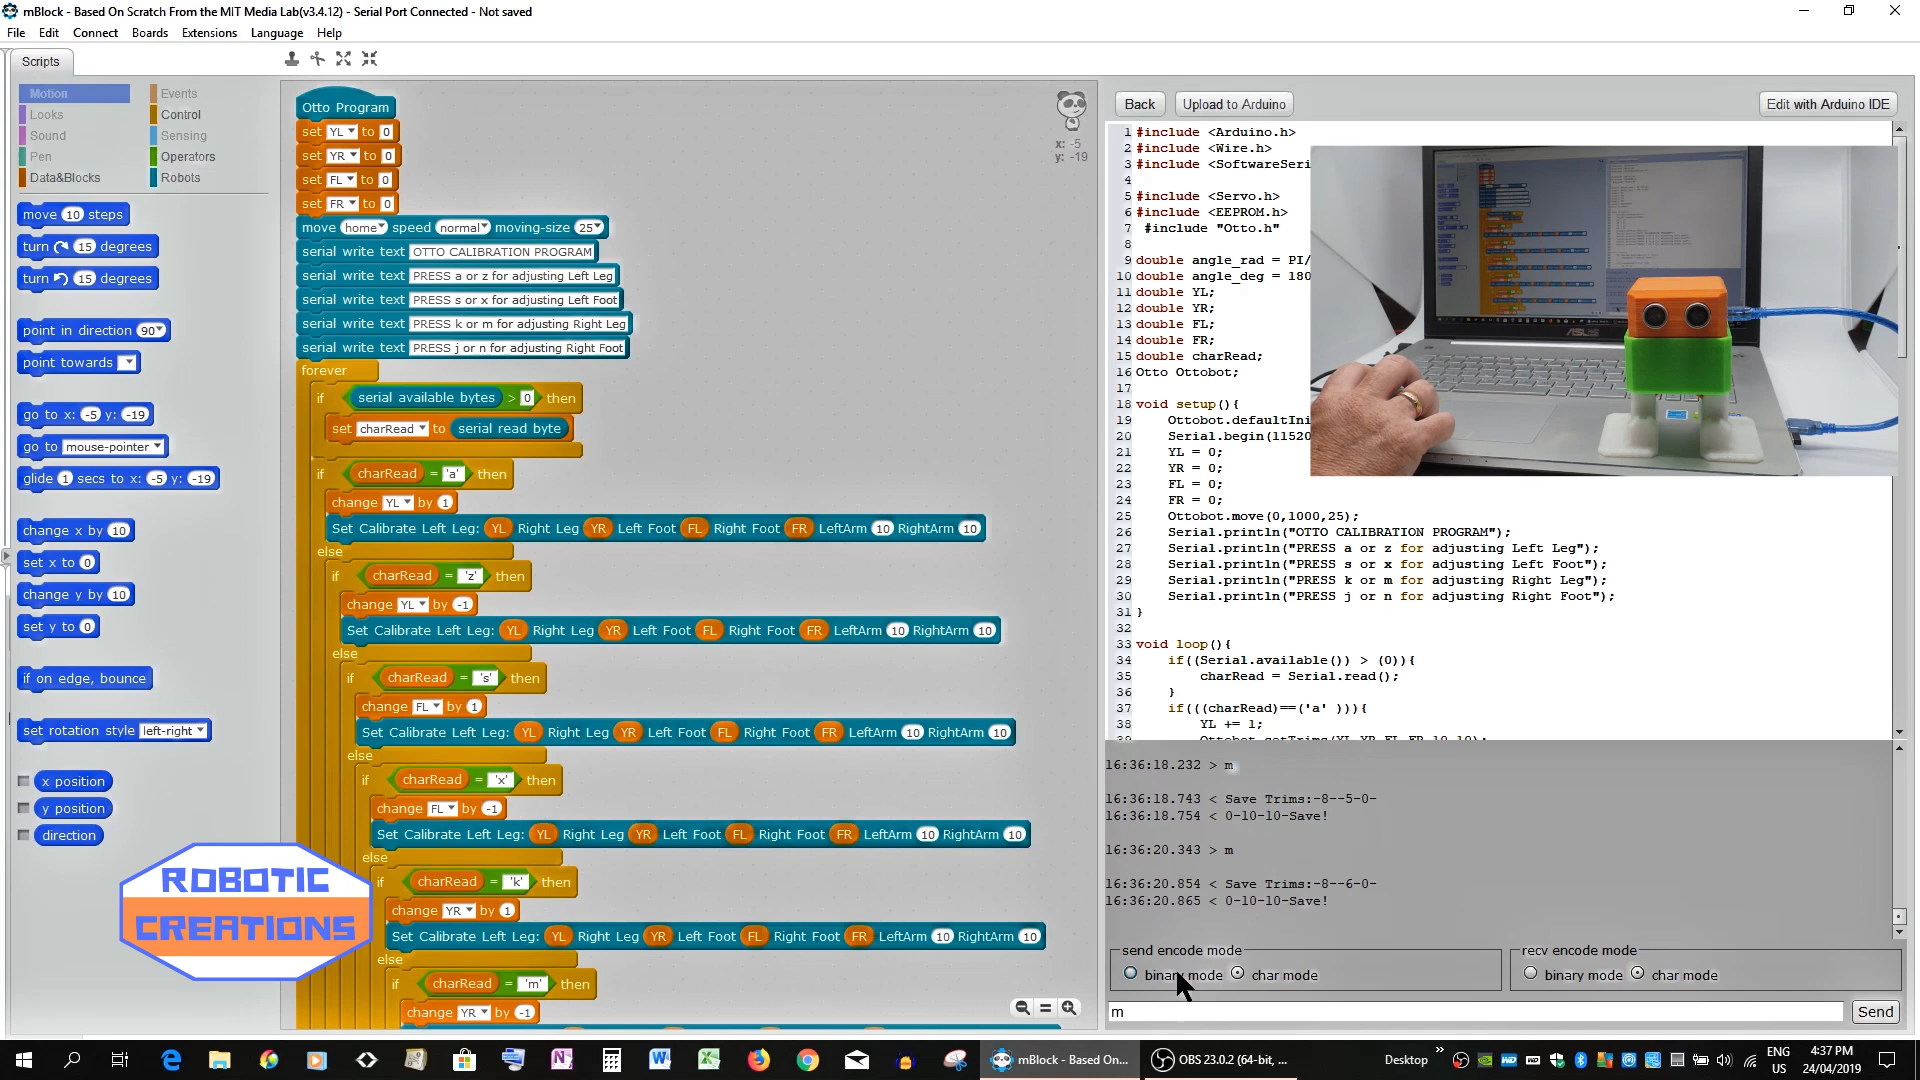 mBlock - Based On Scratch From the MIT Media Lab(v3.4.12) - Serial Port Connected - Not saved
File Edit Connect Boards Extensions Language Help
Scripts
Motion Events
Looks Control
Sound Sensing
Pen Operators
Data&Blocks Robots
move 10 steps
turn 15 degrees
turn 15 degrees
point in direction 90
point towards
go to x: -5 y: -19
go to mouse-pointer
glide 1 secs to x: -5 y: -19
change x by 10
set x to 0
change y by 10
set y to 0
if on edge, bounce
set rotation style left-right
x position
y position
direction
ROBOTIC
CREATIONS
Otto Program
set YL to 0
set YR to 0
set FL to 0
set FR to 0
move home speed normal moving-size 25
serial write text OTTO CALIBRATION PROGRAM
serial write text PRESS a or z for adjusting Left Leg
serial write text PRESS s or x for adjusting Left Foot
serial write text PRESS k or m for adjusting Right Leg
serial write text PRESS j or n for adjusting Right Foot
forever
if serial available bytes > 0 then
set charRead to serial read byte
if charRead = 'a' then
change YL by 1
Set Calibrate Left Leg: YL Right Leg YR Left Foot FL Right Foot FR LeftArm 10 RightArm 10
else
if charRead = 'z' then
change YL by -1
Set Calibrate Left Leg: YL Right Leg YR Left Foot FL Right Foot FR LeftArm 10 RightArm 10
else
if charRead = 's' then
change FL by 1
Set Calibrate Left Leg: YL Right Leg YR Left Foot FL Right Foot FR LeftArm 10 RightArm 10
else
if charRead = 'x' then
change FL by -1
Set Calibrate Left Leg: YL Right Leg YR Left Foot FL Right Foot FR LeftArm 10 RightArm 10
else
if charRead = 'k' then
change YR by 1
Set Calibrate Left Leg: YL Right Leg YR Left Foot FL Right Foot FR LeftArm 10 RightArm 10
else
if charRead = 'm' then
change YR by -1
x: -5
y: -19
Back Upload to Arduino Edit with Arduino IDE
1 #include <Arduino.h>
2 #include <Wire.h>
3 #include <SoftwareSeri
4
5 #include <Servo.h>
6 #include <EEPROM.h>
7 #include "Otto.h"
8
9 double angle_rad = PI/
10 double angle_deg = 180
11 double YL;
12 double YR;
13 double FL;
14 double FR;
15 double charRead;
16 Otto Ottobot;
17
18 void setup(){
19 Ottobot.defaultIni
20 Serial.begin(11520
21 YL = 0;
22 YR = 0;
23 FL = 0;
24 FR = 0;
25 Ottobot.move(0,1000,25);
26 Serial.println("OTTO CALIBRATION PROGRAM");
27 Serial.println("PRESS a or z for adjusting Left Leg");
28 Serial.println("PRESS s or x for adjusting Left Foot");
29 Serial.println("PRESS k or m for adjusting Right Leg");
30 Serial.println("PRESS j or n for adjusting Right Foot");
31 }
32
33 void loop(){
34 if((Serial.available()) > (0)){
35 charRead = Serial.read();
36 }
37 if(((charRead)==('a' ))){
38 YL += 1;
39 Ottobot.setTrims(YL,YR,FL,FR,10,10);
ASUS
16:36:18.232 > m
16:36:18.743 < Save Trims:-8--5-0-
16:36:18.754 < 0-10-10-Save!
16:36:20.343 > m
16:36:20.854 < Save Trims:-8--6-0-
16:36:20.865 < 0-10-10-Save!
send encode mode
binary mode char mode
recv encode mode
binary mode char mode
m
Send
mBlock - Based On...
OBS 23.0.2 (64-bit, ...
Desktop
ENG
US
4:37 PM
24/04/2019